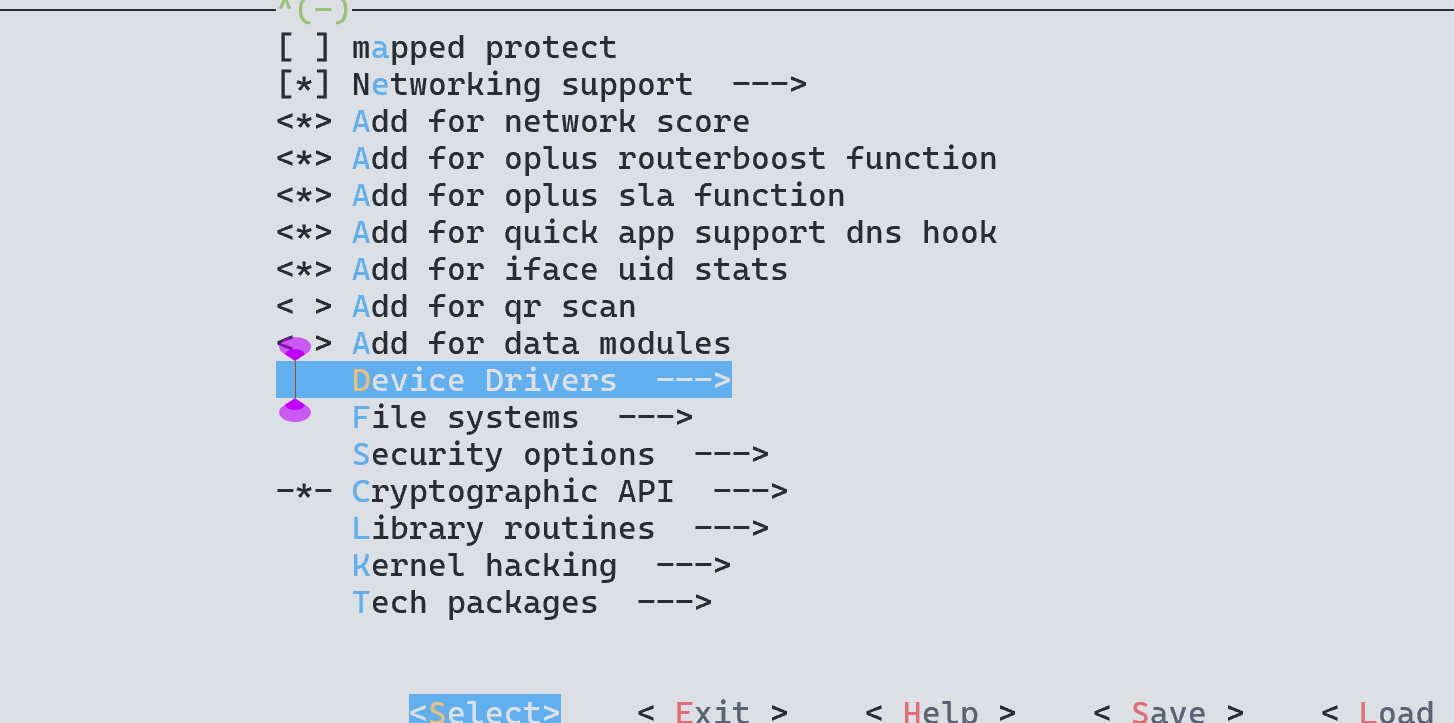 ^(-)
[ ] mapped protect
[*] Networking support  --->
<*> Add for network score
<*> Add for oplus routerboost function
<*> Add for oplus sla function
<*> Add for quick app support dns hook
<*> Add for iface uid stats
< > Add for qr scan
< > Add for data modules
Device Drivers  --->
File systems  --->
Security options  --->
-*- Cryptographic API  --->
Library routines  --->
Kernel hacking  --->
Tech packages  --->
<Select>    < Exit >    < Help >    < Save >    < Load